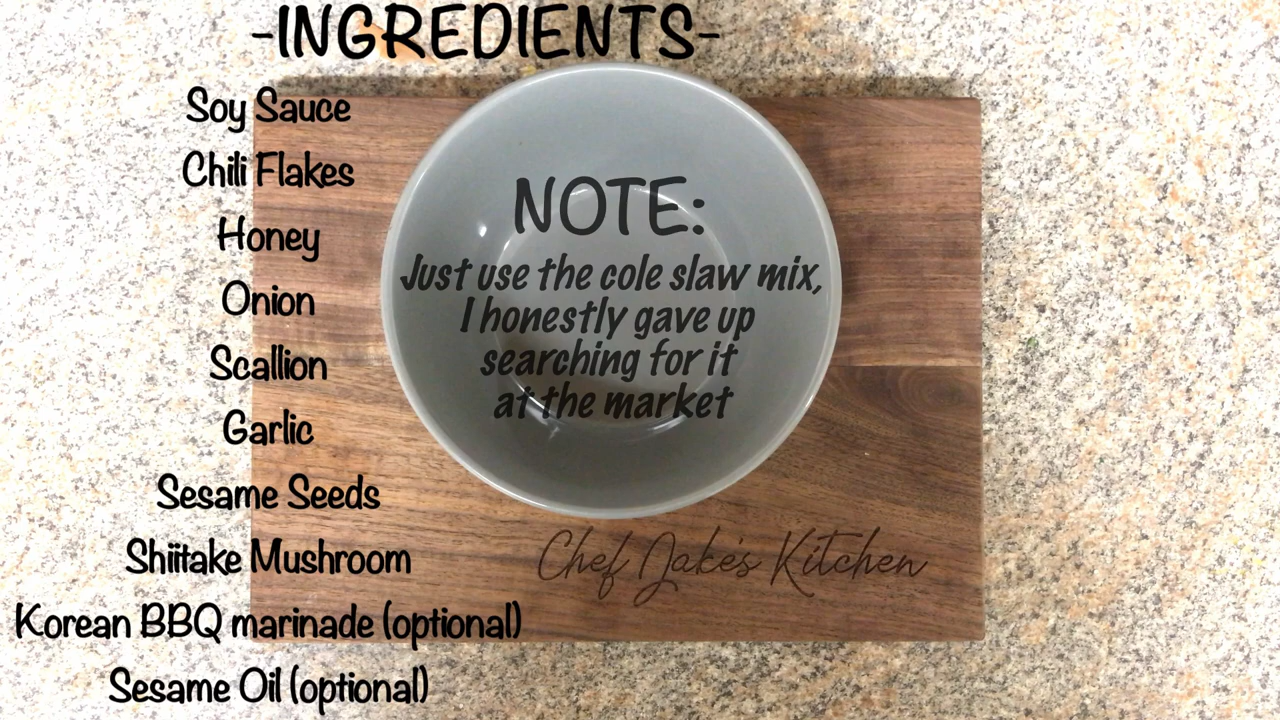 -INGREDIENTS-
Soy Sauce
Chili Flakes
Honey
Onion
Scallion
Garlic
Sesame Seeds
Shiitake Mushroom
Korean BBQ marinade (optional)
Sesame Oil (optional)
NOTE:
Just use the cole slaw mix,
I honestly gave up
searching for it
at the market
Chef Jake's Kitchen